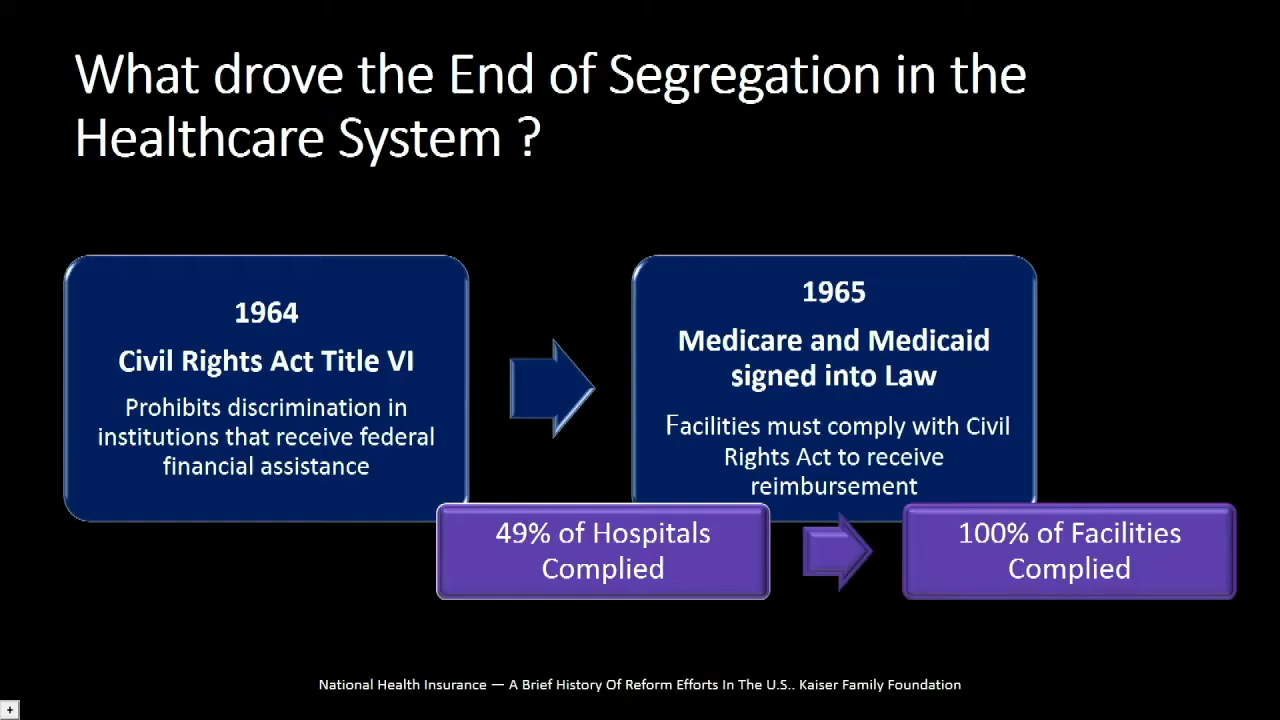 What drove the End of Segregation in the
Healthcare System ?
1964
Civil Rights Act Title VI
Prohibits discrimination in
institutions that receive federal
financial assistance
1965
Medicare and Medicaid
signed into Law
Facilities must comply with Civil
Rights Act to receive
reimbursement
49% of Hospitals
Complied
100% of Facilities
Complied
National Health Insurance — A Brief History Of Reform Efforts In The U.S.. Kaiser Family Foundation
+